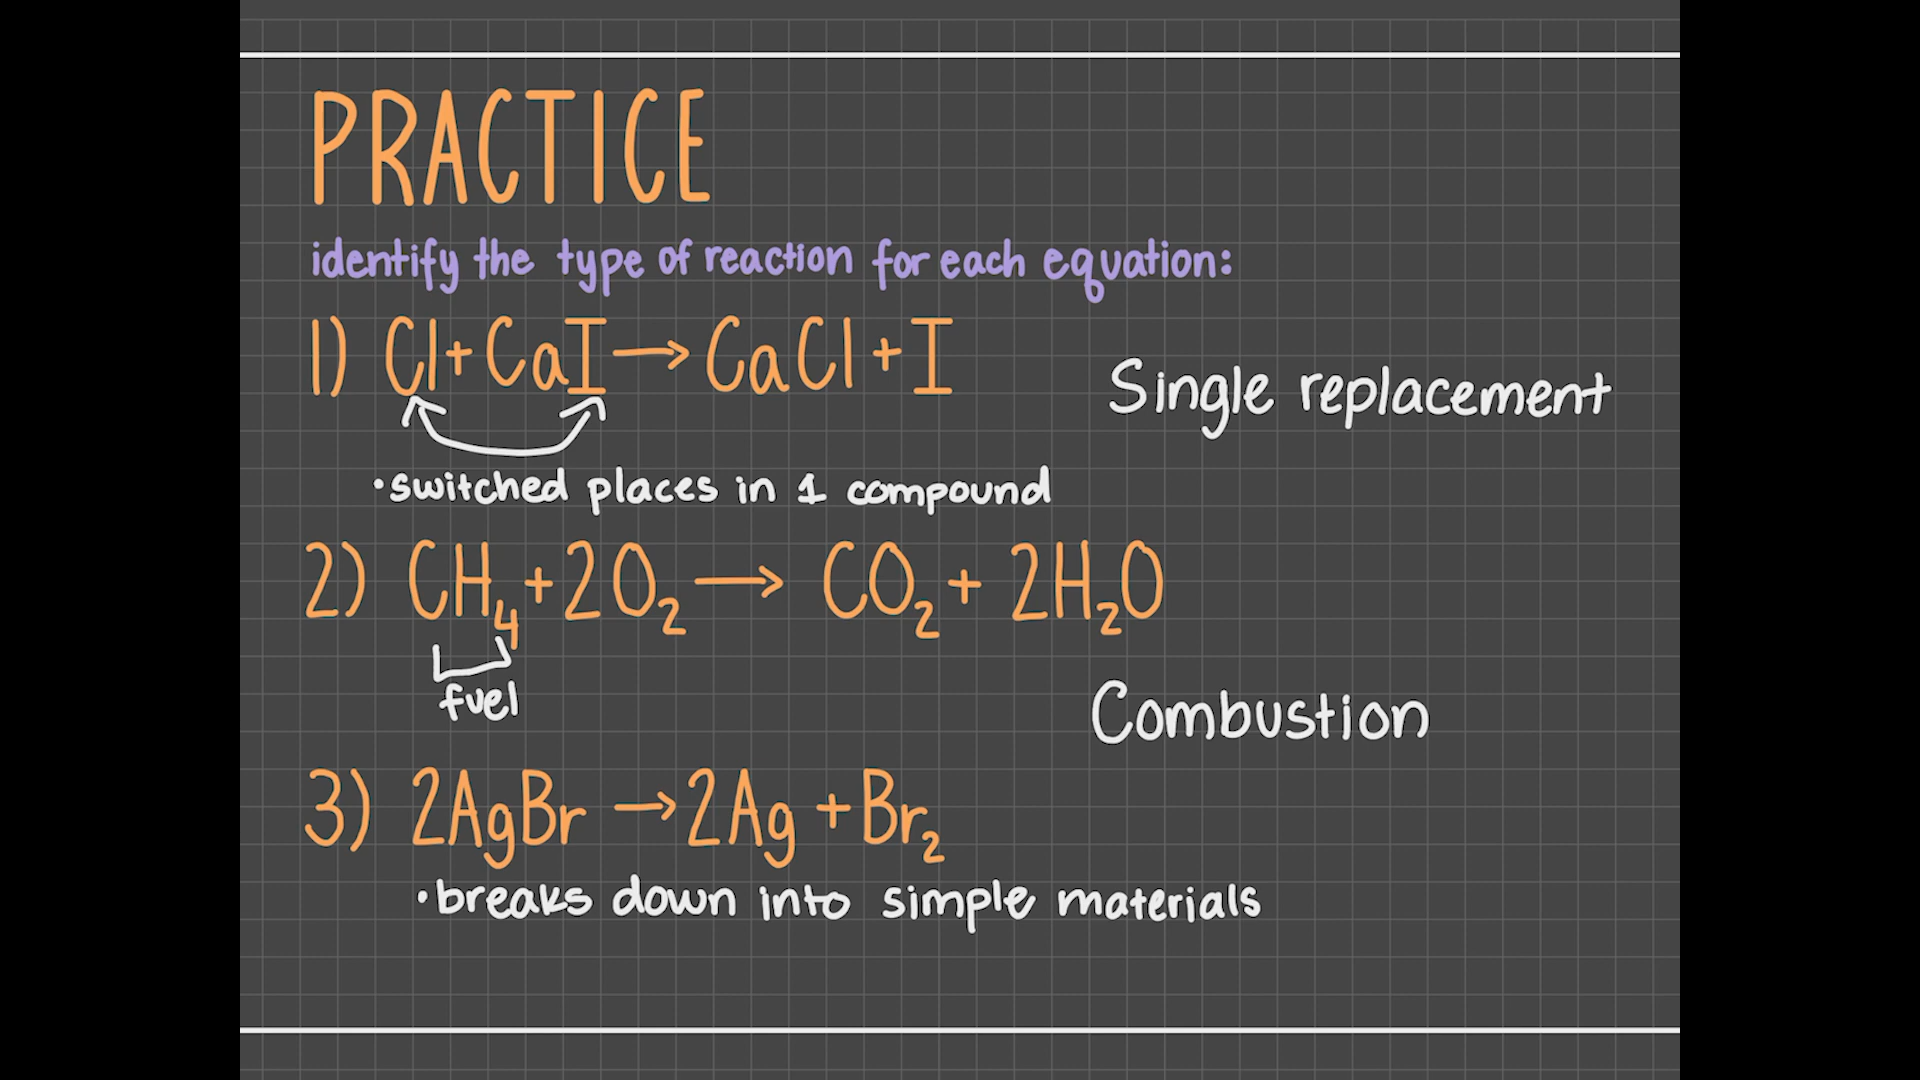 PRACTICE
identify the type of reaction for each equation:
1) Cl + CaI → CaCl + I
Single replacement
•switched places in 1 compound
2) CH₄ + 2O₂ → CO₂ + 2H₂O
fuel
Combustion
3) 2AgBr → 2Ag + Br₂
•breaks down into simple materials